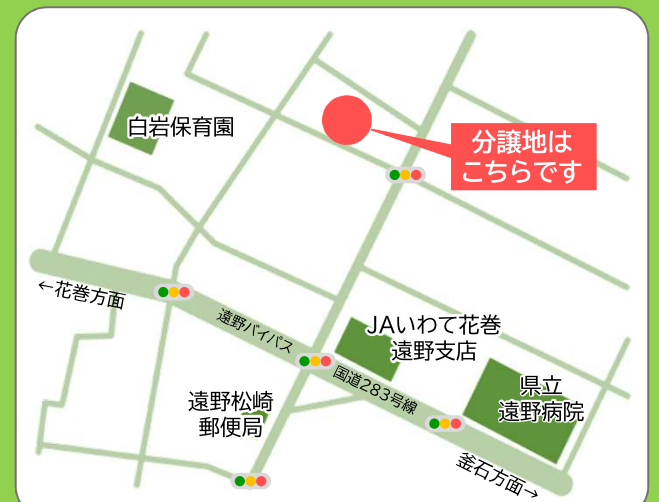 白岩保育園
分譲地は
こちらです
←花巻方面
遠野バイパス
JAいわて花巻
遠野支店
国道283号線
県立
遠野病院
遠野松崎
郵便局
釜石方面→